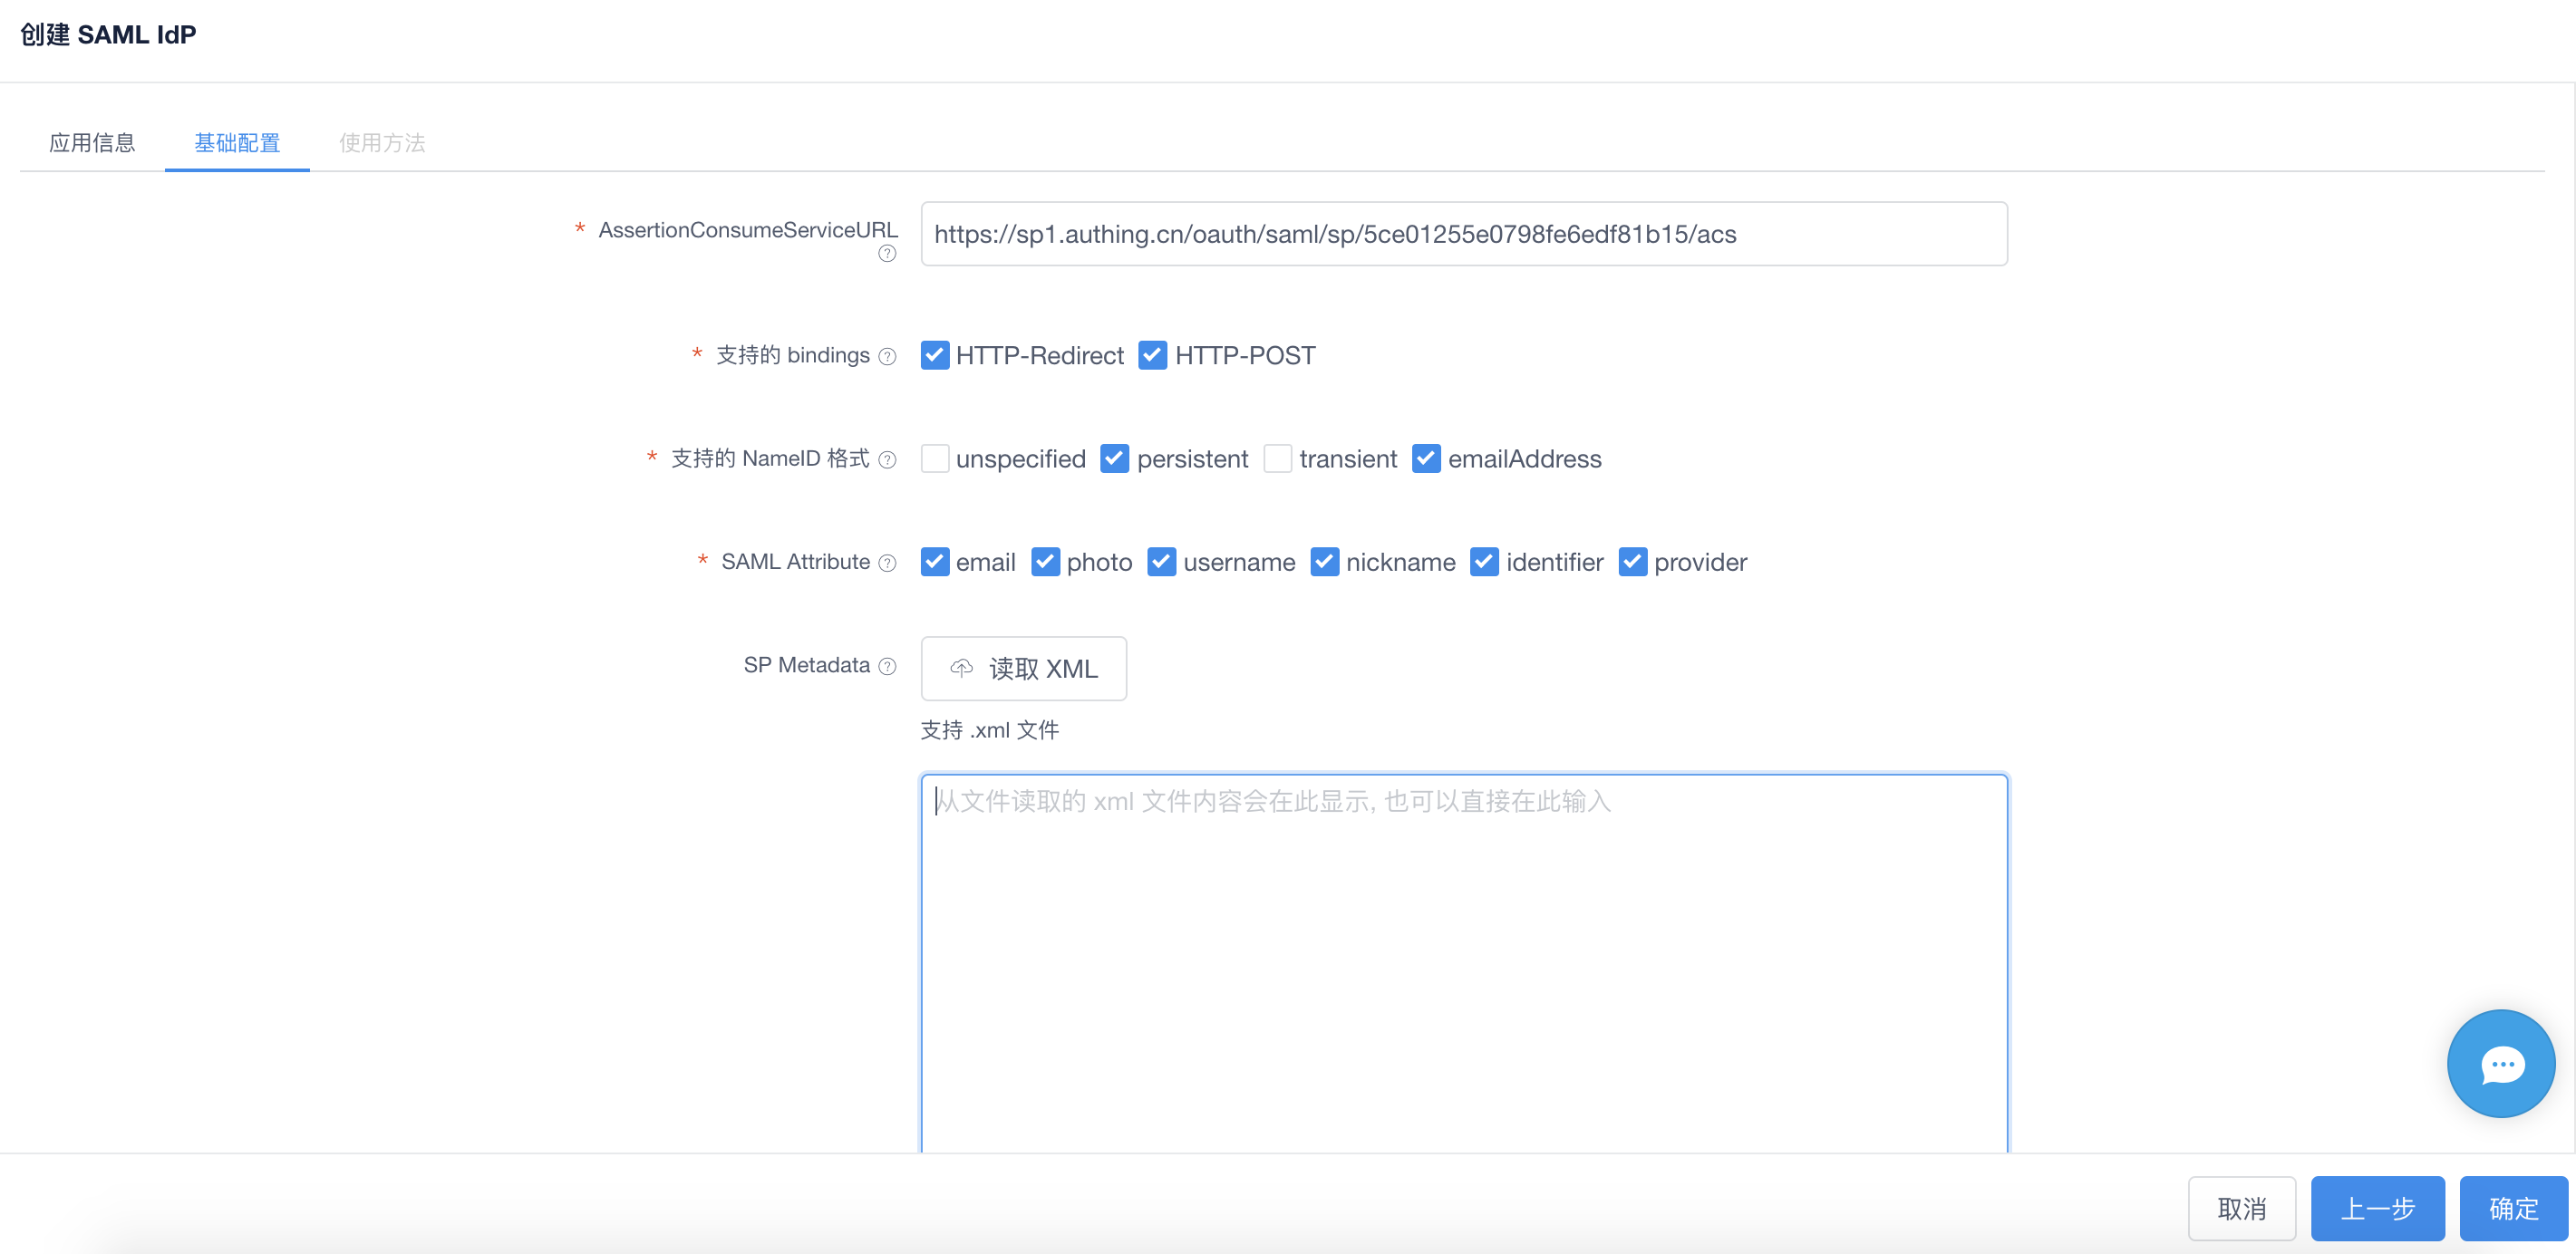 创建 SAML IdP
应用信息 基础配置 使用方法
* AssertionConsumeServiceURL ? https://sp1.authing.cn/oauth/saml/sp/5ce01255e0798fe6edf81b15/acs
* 支持的 bindings ? HTTP-Redirect HTTP-POST
* 支持的 NameID 格式 ? unspecified persistent transient emailAddress
* SAML Attribute ? email photo username nickname identifier provider
SP Metadata ? 读取 XML
支持 .xml 文件
从文件读取的 xml 文件内容会在此显示, 也可以直接在此输入
取消 上一步 确定